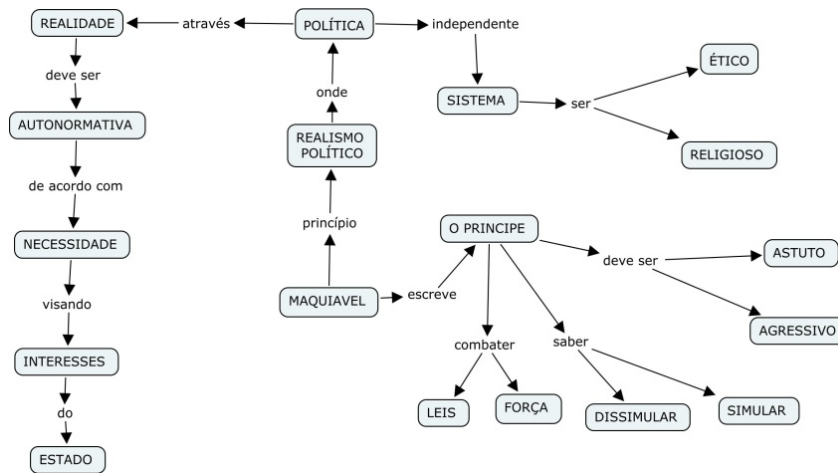 REALIDADE
através
POLÍTICA
independente
deve ser
ÉTICO
onde
SISTEMA
ser
AUTONORMATIVA
REALISMO
POLÍTICO
RELIGIOSO
de acordo com
princípio
O PRINCIPE
NECESSIDADE
deve ser
ASTUTO
MAQUIAVEL
escreve
visando
AGRESSIVO
combater
saber
INTERESSES
LEIS
FORÇA
DISSIMULAR
SIMULAR
do
ESTADO